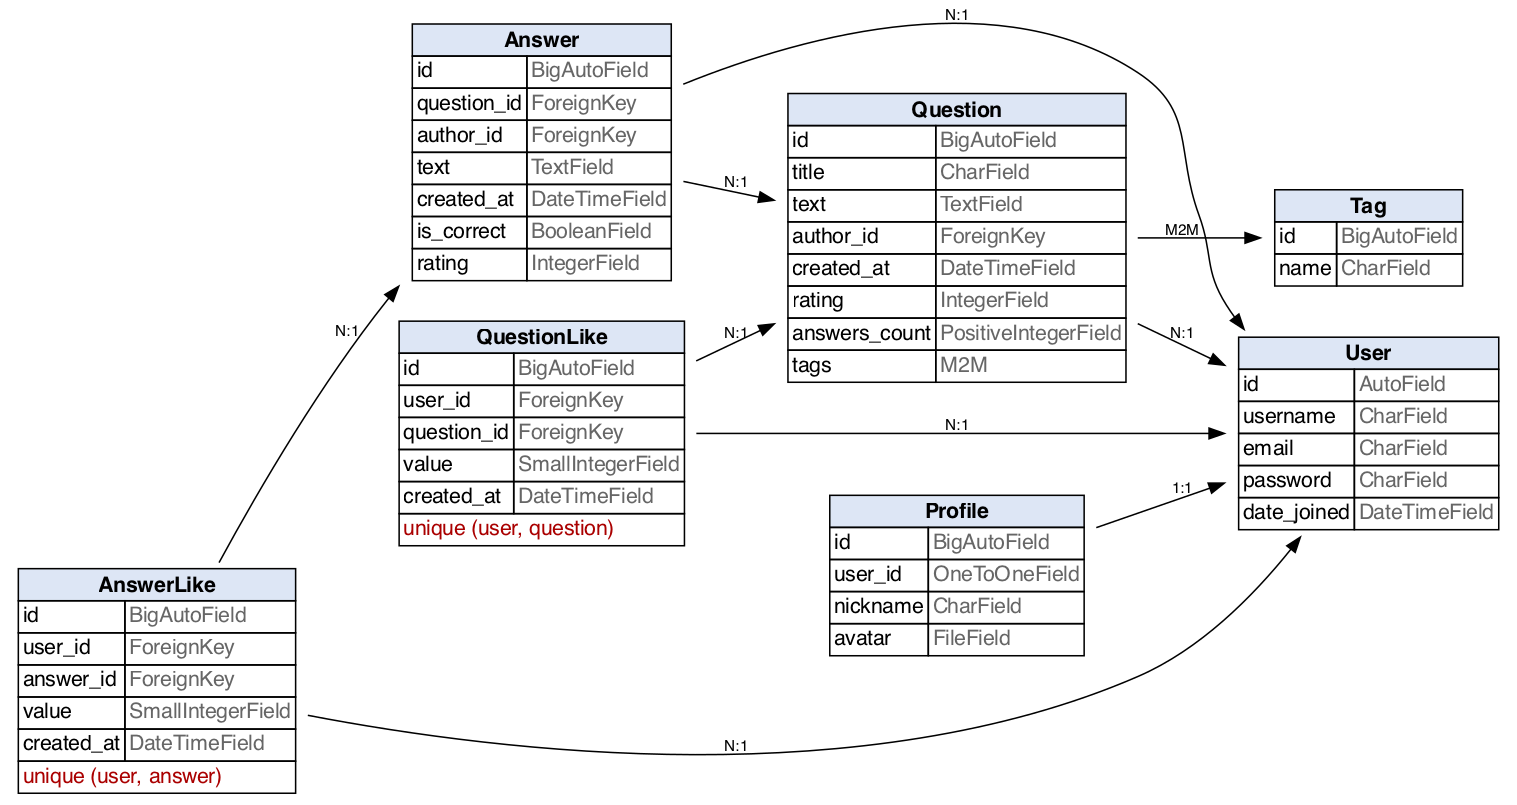 N:1
Answer
id BigAutoField
question_id ForeignKey
author_id ForeignKey
text TextField
created_at DateTimeField
is_correct BooleanField
rating IntegerField
N:1
Question
id BigAutoField
title CharField
text TextField
author_id ForeignKey
created_at DateTimeField
rating IntegerField
answers_count PositiveIntegerField
tags M2M
M2M
Tag
id BigAutoField
name CharField
N:1
N:1
QuestionLike
id BigAutoField
user_id ForeignKey
question_id ForeignKey
value SmallIntegerField
created_at DateTimeField
unique (user, question)
N:1
N:1
User
id AutoField
username CharField
email CharField
password CharField
date_joined DateTimeField
1:1
Profile
id BigAutoField
user_id OneToOneField
nickname CharField
avatar FileField
AnswerLike
id BigAutoField
user_id ForeignKey
answer_id ForeignKey
value SmallIntegerField
created_at DateTimeField
unique (user, answer)
N:1